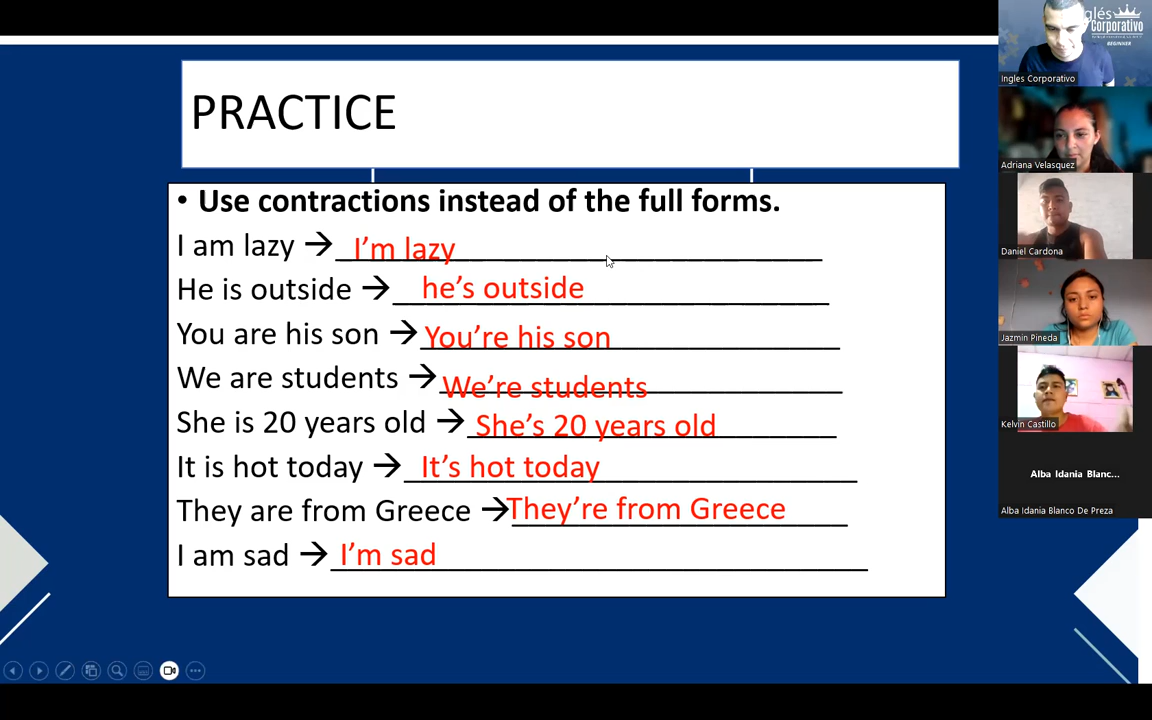 PRACTICE
• Use contractions instead of the full forms.
I am lazy → I'm lazy
He is outside → he's outside
You are his son → You're his son
We are students → We're students
She is 20 years old → She's 20 years old
It is hot today → It's hot today
They are from Greece → They're from Greece
I am sad → I'm sad
glés
Corporativo
BEGINNER
Ingles Corporativo
Adriana Velasquez
Daniel Cardona
Jazmin Pineda
Kelvin Castillo
Alba Idania Blanc...
Alba Idania Blanco De Preza